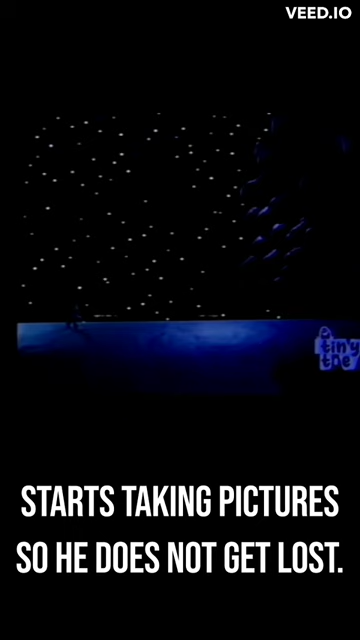 VEED.IO
tiny
toe
STARTS TAKING PICTURES
SO HE DOES NOT GET LOST.